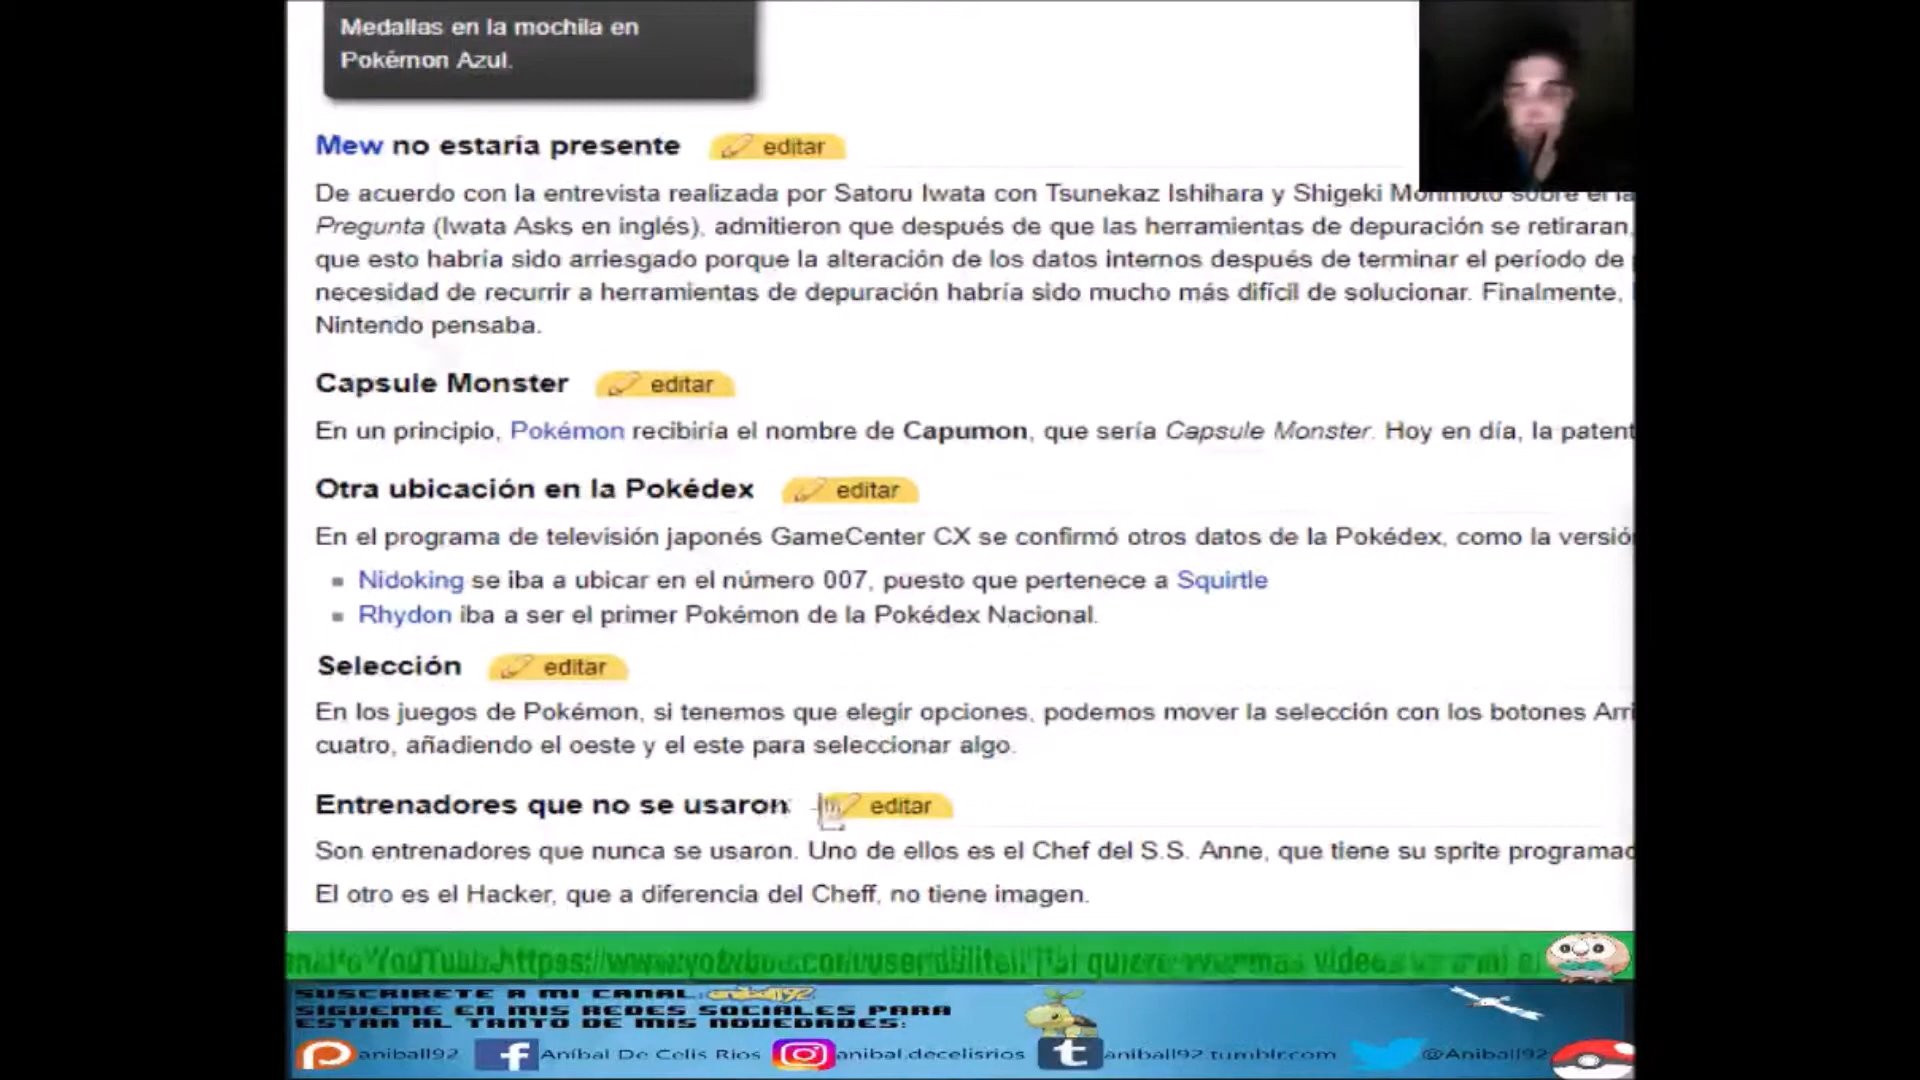 Medallas en la mochila en
Pokémon Azul.
Mew no estaría presente editar
De acuerdo con la entrevista realizada por Satoru Iwata con Tsunekaz Ishihara y Shigeki Morimoto sobre el la
Pregunta (Iwata Asks en inglés), admitieron que después de que las herramientas de depuración se retiraran,
que esto habría sido arriesgado porque la alteración de los datos internos después de terminar el período de
necesidad de recurrir a herramientas de depuración habría sido mucho más difícil de solucionar. Finalmente,
Nintendo pensaba.
Capsule Monster editar
En un principio, Pokémon recibiría el nombre de Capumon, que sería Capsule Monster. Hoy en día, la patent
Otra ubicación en la Pokédex editar
En el programa de televisión japonés GameCenter CX se confirmó otros datos de la Pokédex, como la versió
Nidoking se iba a ubicar en el número 007, puesto que pertenece a Squirtle
Rhydon iba a ser el primer Pokémon de la Pokédex Nacional.
Selección editar
En los juegos de Pokémon, si tenemos que elegir opciones, podemos mover la selección con los botones Arri
cuatro, añadiendo el oeste y el este para seleccionar algo.
Entrenadores que no se usaron editar
Son entrenadores que nunca se usaron. Uno de ellos es el Chef del S.S. Anne, que tiene su sprite programad
El otro es el Hacker, que a diferencia del Cheff, no tiene imagen.
YouTube https://www.
SUSCRIBETE A MI CANAL: aniball92
SIGUEME EN MIS REDES SOCIALES PARA
ESTAR AL TANTO DE MIS NOVEDADES:
aniball92 Aníbal De Celis Rios anibal.decelisrios aniball92.tumblr.com @Aniball92